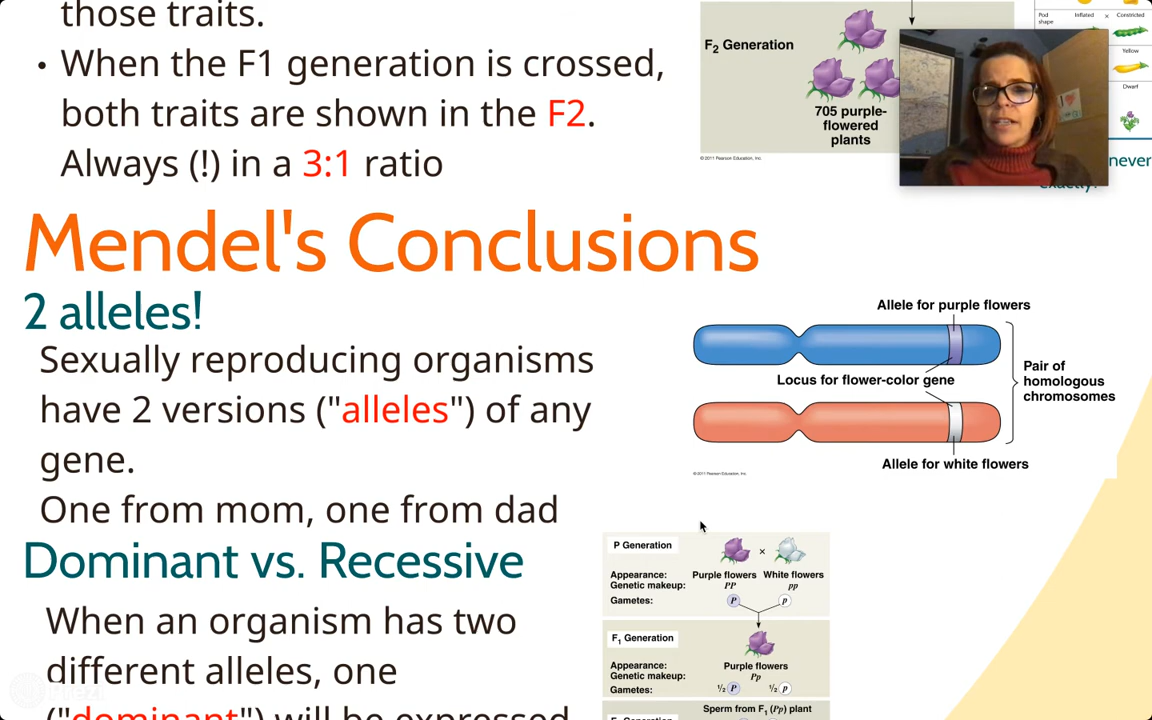 those traits.
• When the F1 generation is crossed,
both traits are shown in the F2.
Always (!) in a 3:1 ratio
F2 Generation
705 purple-
flowered
plants
© 2011 Pearson Education, Inc.
Pod
shape
Inflated
×
Constricted
Yellow
Dwarf
never
exactly!
Mendel's Conclusions
2 alleles!
Sexually reproducing organisms
have 2 versions ("alleles") of any
gene.
One from mom, one from dad
Allele for purple flowers
Locus for flower-color gene
Pair of
homologous
chromosomes
Allele for white flowers
© 2011 Pearson Education, Inc.
Dominant vs. Recessive
When an organism has two
different alleles, one
("dominant") will be expressed
P Generation
×
Appearance: Purple flowers White flowers
Genetic makeup: PP pp
Gametes: P p
F1 Generation
Appearance: Purple flowers
Genetic makeup: Pp
Gametes: 1/2 P 1/2 p
Sperm from F1 (Pp) plant
Prezi